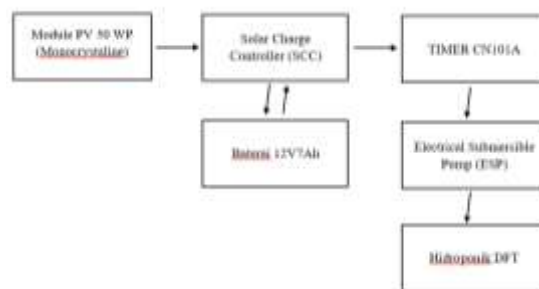 Module PV 50 WP
(Monocrystaline)
Solar Charge
Controller (SCC)
TIMER CN101A
Baterai 12V7Ah
Electrical Submersible
Pump (ESP)
Hidroponik DFT